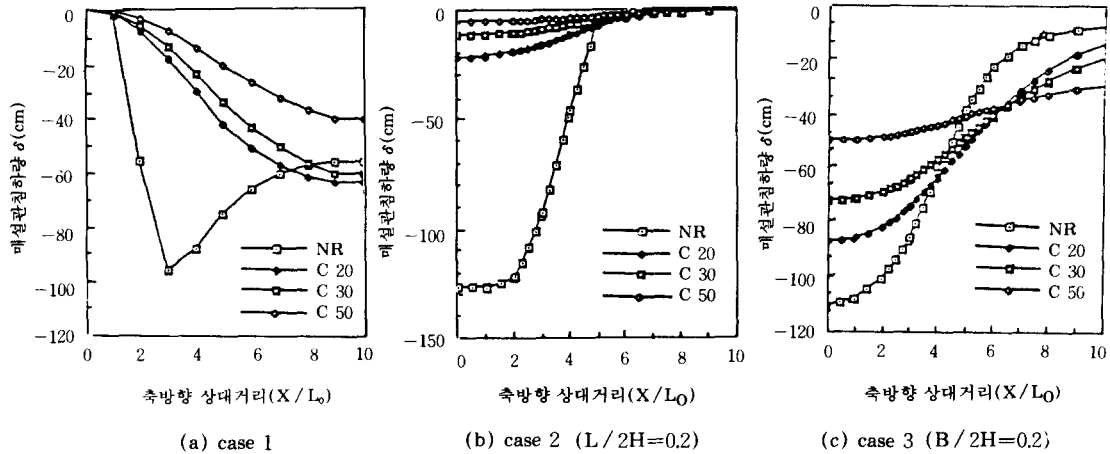 매설관침하량 δ(cm)
0
−20
−40
−60
−80
−100
−120
NR
C 20
C 30
C 50
0 2 4 6 8 10
축방향 상대거리(X/L₀)
(a) case 1
매설관침하량 δ(cm)
0
−50
−100
−150
NR
C 20
C 30
C 50
0 2 4 6 8 10
축방향 상대거리(X/L_O)
(b) case 2 (L/2H=0.2)
매설관침하량 δ(cm)
0
−20
−40
−60
−80
−100
−120
NR
C 20
C 30
C 50
0 2 4 6 8 10
축방향 상대거리(X/L_O)
(c) case 3 (B/2H=0.2)